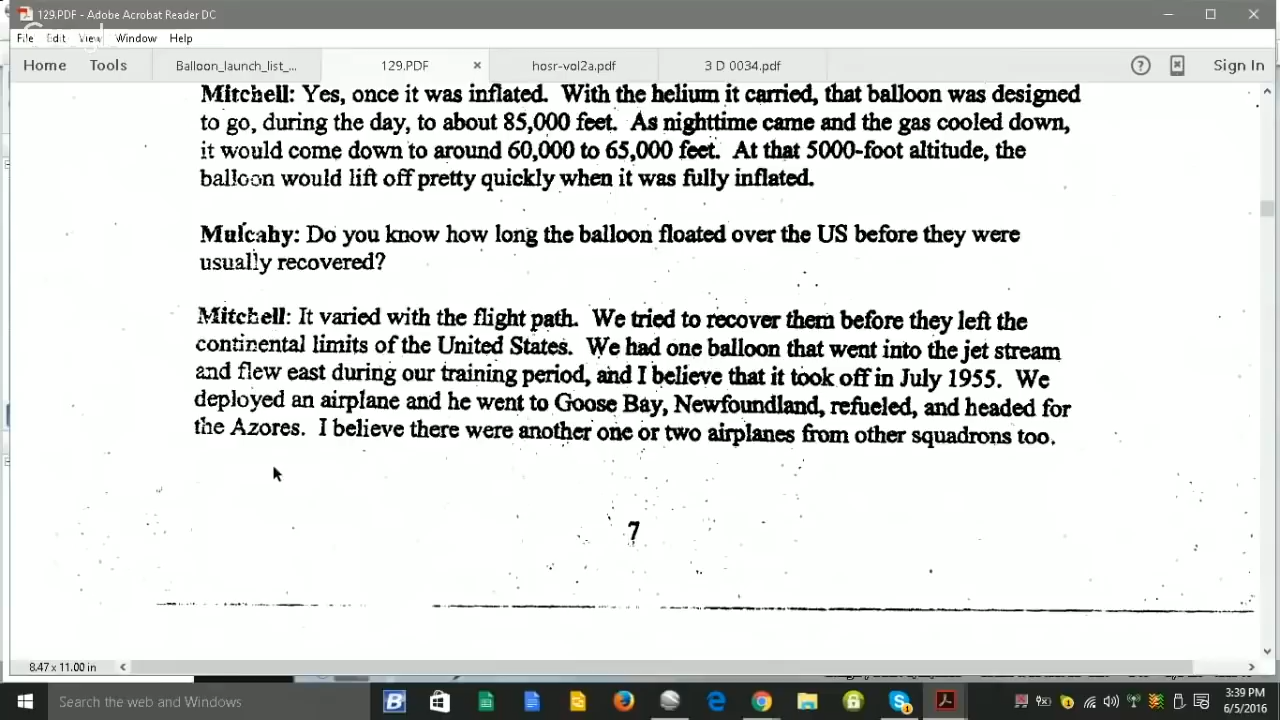 129.PDF - Adobe Acrobat Reader DC
Google
File Edit View Window Help
Home Tools Balloon_launch_list_... 129.PDF × hosr-vol2a.pdf 3 D 0034.pdf Sign In
Mitchell: Yes, once it was inflated. With the helium it carried, that balloon was designed
to go, during the day, to about 85,000 feet. As nighttime came and the gas cooled down,
it would come down to around 60,000 to 65,000 feet. At that 5000-foot altitude, the
balloon would lift off pretty quickly when it was fully inflated.
Mulcahy: Do you know how long the balloon floated over the US before they were
usually recovered?
Mitchell: It varied with the flight path. We tried to recover them before they left the
continental limits of the United States. We had one balloon that went into the jet stream
and flew east during our training period, and I believe that it took off in July 1955. We
deployed an airplane and he went to Goose Bay, Newfoundland, refueled, and headed for
the Azores. I believe there were another one or two airplanes from other squadrons too.
7
8.47 x 11.00 in
Search the web and Windows
3:39 PM
6/5/2016